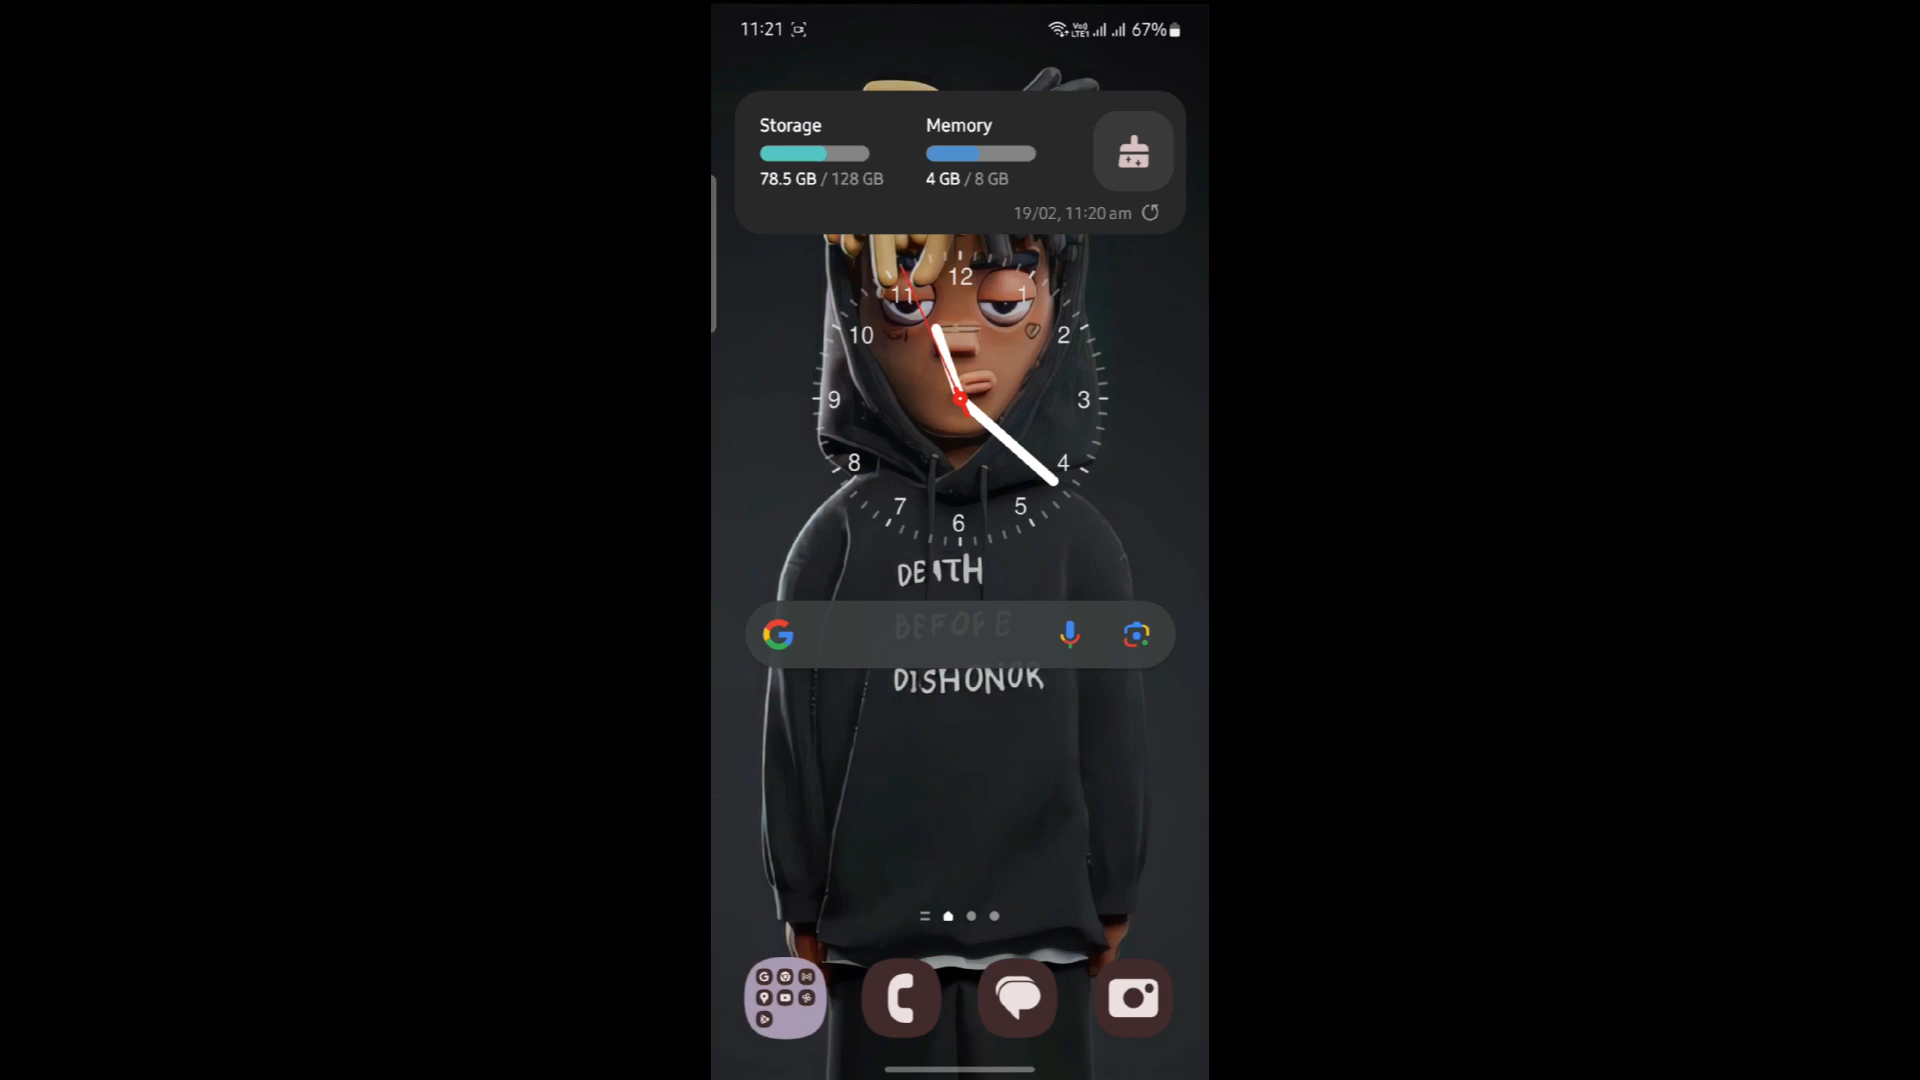 11:21 67%
Storage Memory
78.5 GB / 128 GB 4 GB / 8 GB
19/02, 11:20 am
12
11 1
10 2
9 3
8 4
7 5
6
DEATH
BEFORE
DISHONOR